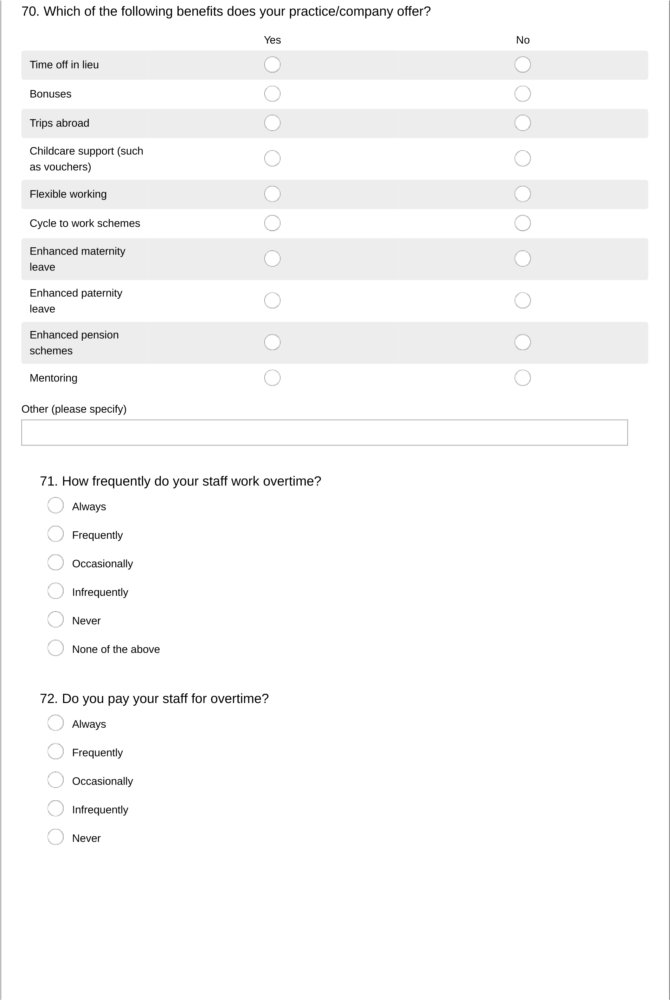 70. Which of the following benefits does your practice/company offer?
Yes No
Time off in lieu
Bonuses
Trips abroad
Childcare support (such
as vouchers)
Flexible working
Cycle to work schemes
Enhanced maternity
leave
Enhanced paternity
leave
Enhanced pension
schemes
Mentoring
Other (please specify)
71. How frequently do your staff work overtime?
Always
Frequently
Occasionally
Infrequently
Never
None of the above
72. Do you pay your staff for overtime?
Always
Frequently
Occasionally
Infrequently
Never